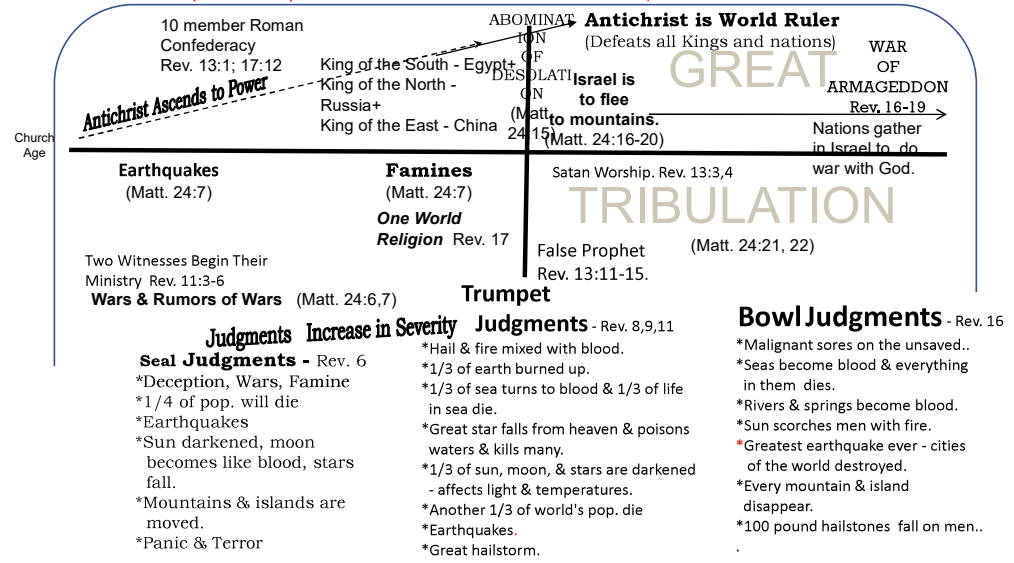 10 member Roman
Confederacy
Rev. 13:1; 17:12
Antichrist Ascends to Power
King of the South - Egypt+
King of the North -
Russia+
King of the East - China
ABOMINAT
ION
OF
DESOLATI
ON
(Matt.
24:15)
Antichrist is World Ruler
(Defeats all Kings and nations)
GREAT
Israel is
to flee
to mountains.
(Matt. 24:16-20)
WAR
OF
ARMAGEDDON
Rev. 16-19
Nations gather
in Israel to do
war with God.
Church
Age
Earthquakes
(Matt. 24:7)
Famines
(Matt. 24:7)
One World
Religion Rev. 17
Satan Worship. Rev. 13:3,4
TRIBULATION
(Matt. 24:21, 22)
False Prophet
Rev. 13:11-15.
Two Witnesses Begin Their
Ministry Rev. 11:3-6
Wars & Rumors of Wars (Matt. 24:6,7)
Judgments Increase in Severity
Seal Judgments - Rev. 6
*Deception, Wars, Famine
*1/4 of pop. will die
*Earthquakes
*Sun darkened, moon
becomes like blood, stars
fall.
*Mountains & islands are
moved.
*Panic & Terror
Trumpet
Judgments - Rev. 8,9,11
*Hail & fire mixed with blood.
*1/3 of earth burned up.
*1/3 of sea turns to blood & 1/3 of life
in sea die.
*Great star falls from heaven & poisons
waters & kills many.
*1/3 of sun, moon, & stars are darkened
- affects light & temperatures.
*Another 1/3 of world's pop. die
*Earthquakes.
*Great hailstorm.
Bowl Judgments - Rev. 16
*Malignant sores on the unsaved..
*Seas become blood & everything
in them dies.
*Rivers & springs become blood.
*Sun scorches men with fire.
*Greatest earthquake ever - cities
of the world destroyed.
*Every mountain & island
disappear.
*100 pound hailstones fall on men..
.